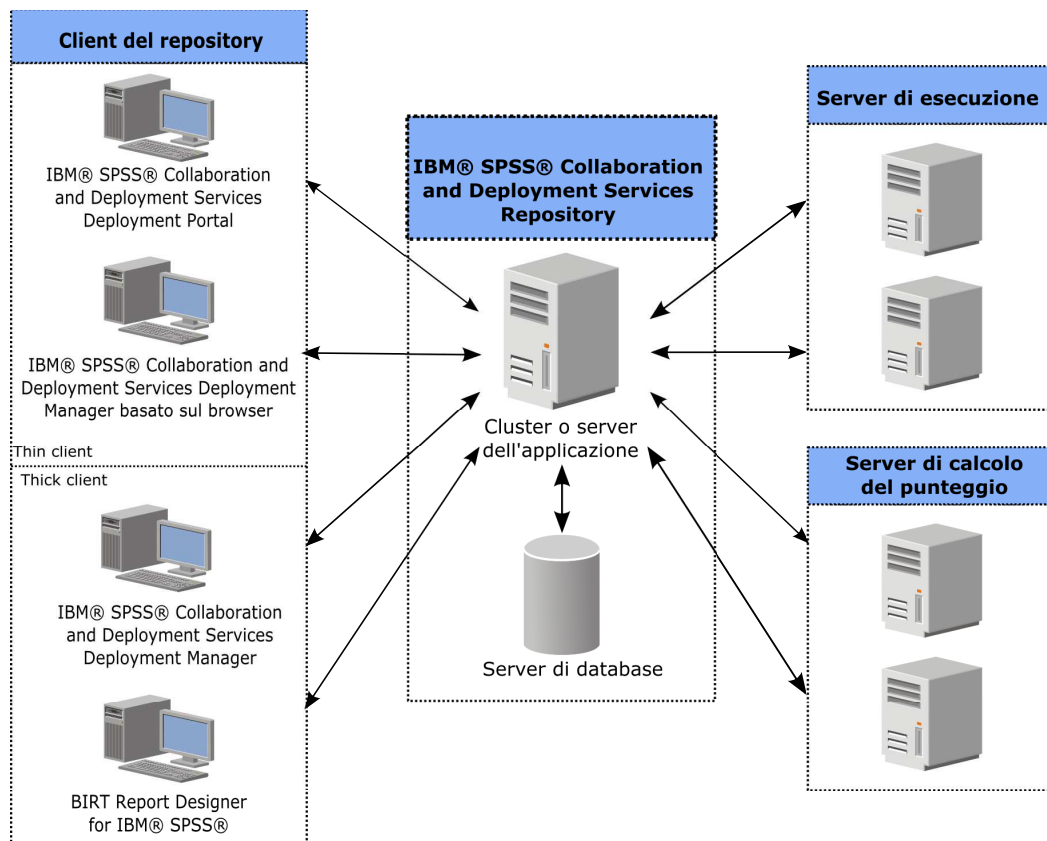 Client del repository
IBM® SPSS® Collaboration
and Deployment Services
Deployment Portal
IBM® SPSS® Collaboration and
Deployment Services Deployment
Manager basato sul browser
Thin client
Thick client
IBM® SPSS® Collaboration
and Deployment Services
Deployment Manager
BIRT Report Designer
for IBM® SPSS®
IBM® SPSS® Collaboration
and Deployment Services
Repository
Cluster o server
dell'applicazione
Server di database
Server di esecuzione
Server di calcolo
del punteggio